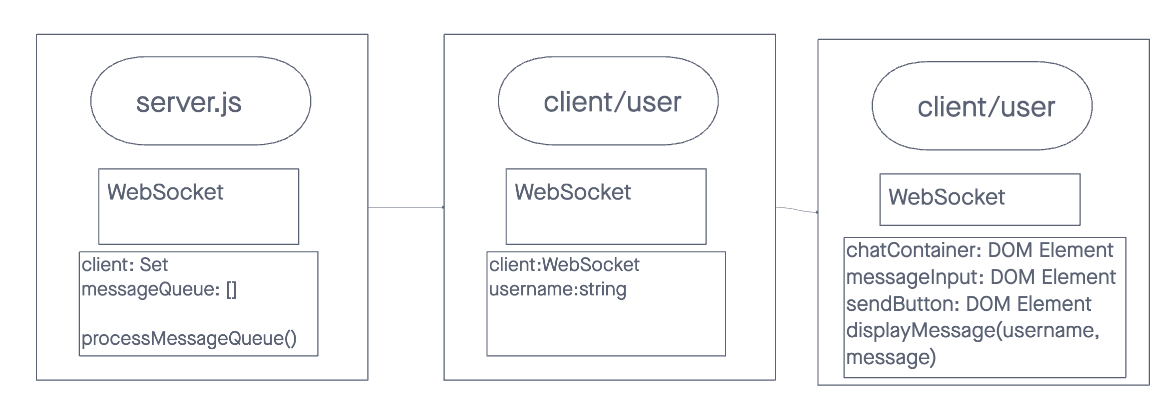 server.js
WebSocket
client: Set
messageQueue: []
processMessageQueue()
client/user
WebSocket
client:WebSocket
username:string
client/user
WebSocket
chatContainer: DOM Element
messageInput: DOM Element
sendButton: DOM Element
displayMessage(username,
message)